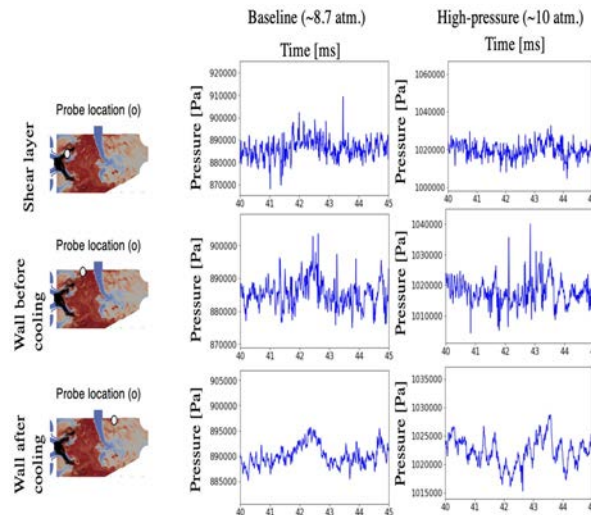 Baseline (~8.7 atm.)
High-pressure (~10 atm.)
Time [ms]
Time [ms]
Shear layer
Probe location (o)
Pressure [Pa]
920000
910000
900000
890000
880000
870000
40 41 42 43 44 45
Pressure [Pa]
1060000
1040000
1020000
1000000
40 41 42 43 44 4
Wall before
cooling
Probe location (o)
Pressure [Pa]
900000
890000
880000
870000
40 41 42 43 44 45
Pressure [Pa]
1040000
1030000
1020000
1010000
40 41 42 43 44 4
Wall after
cooling
Probe location (o)
Pressure [Pa]
905000
900000
895000
890000
885000
40 41 42 43 44 45
Pressure [Pa]
1035000
1030000
1025000
1020000
1015000
40 41 42 43 44 4